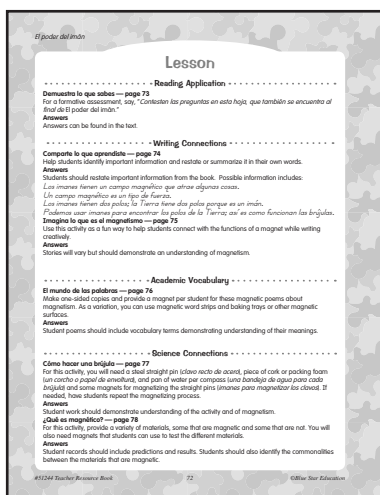 El poder del imán
Lesson
Reading Application
Demuestra lo que sabes — page 73
For a formative assessment, say, "Contesten las preguntas en esta hoja, que también se encuentra al
final de El poder del imán."
Answers
Answers can be found in the text.
Writing Connections
Comparte lo que aprendiste — page 74
Help students identify important information and restate or summarize it in their own words.
Answers
Students should restate important information from the book. Possible information includes:
Los imanes tienen un campo magnético que atrae algunas cosas.
Un campo magnético es un tipo de fuerza.
Los imanes tienen dos polos; la Tierra tiene dos polos porque es un imán.
Podemos usar imanes para encontrar los polos de la Tierra; así es como funcionan las brújulas.
Imagina lo que es el magnetismo — page 75
Use this activity as a fun way to help students connect with the functions of a magnet while writing
creatively.
Answers
Stories will vary but should demonstrate an understanding of magnetism.
Academic Vocabulary
El mundo de las palabras — page 76
Make one-sided copies and provide a magnet per student for these magnetic poems about
magnetism. As a variation, you can use magnetic word strips and baking trays or other magnetic
surfaces.
Answers
Student poems should include vocabulary terms demonstrating understanding of their meanings.
Science Connections
Cómo hacer una brújula — page 77
For this activity, you will need a steel straight pin (clavo recto de acero), piece of cork or packing foam
(un corcho o papel de envoltura), and pan of water per compass (una bandeja de agua para cada
brújula) and some magnets for magnetizing the straight pins (imanes para magnetizar los clavos). If
needed, have students repeat the magnetizing process.
Answers
Student work should demonstrate understanding of the activity and of magnetism.
¿Qué es magnético? — page 78
For this activity, provide a variety of materials, some that are magnetic and some that are not. You will
also need magnets that students can use to test the different materials.
Answers
Student records should include predictions and results. Students should also identify the commonalities
between the materials that are magnetic.
#51244 Teacher Resource Book
72
©Blue Star Education